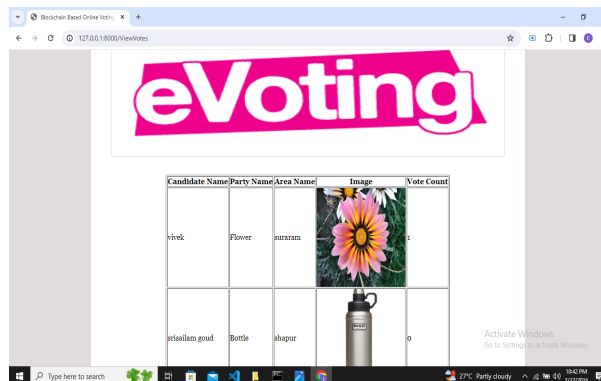 Blockchain Based Online Voting
127.0.0.1:8000/ViewVotes
eVoting
Candidate Name Party Name Area Name Image Vote Count
vivek Flower suraram 1
srisailam goud Bottle shapur 0
Activate Windows
Go to Settings to activate Windows.
Type here to search 27°C Partly cloudy 10:42 PM